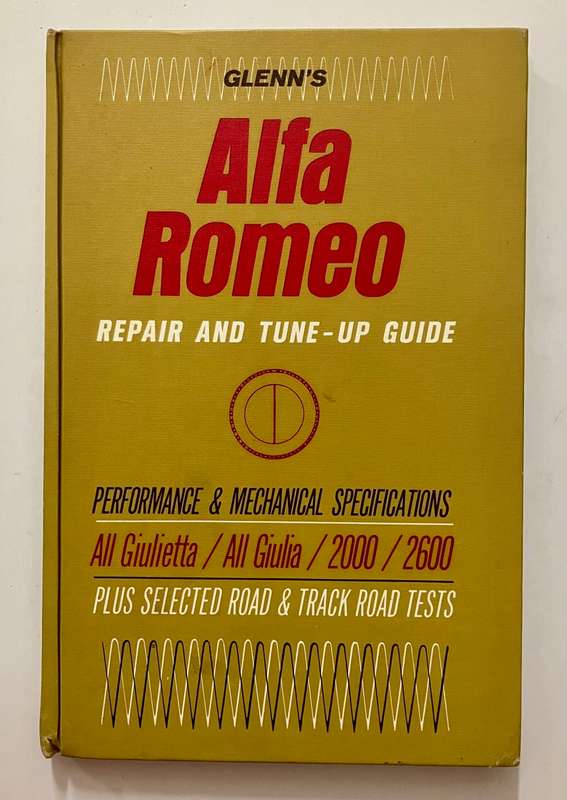 GLENN'S
Alfa
Romeo
REPAIR AND TUNE-UP GUIDE
PERFORMANCE & MECHANICAL SPECIFICATIONS
All Giulietta / All Giulia / 2000 / 2600
PLUS SELECTED ROAD & TRACK ROAD TESTS